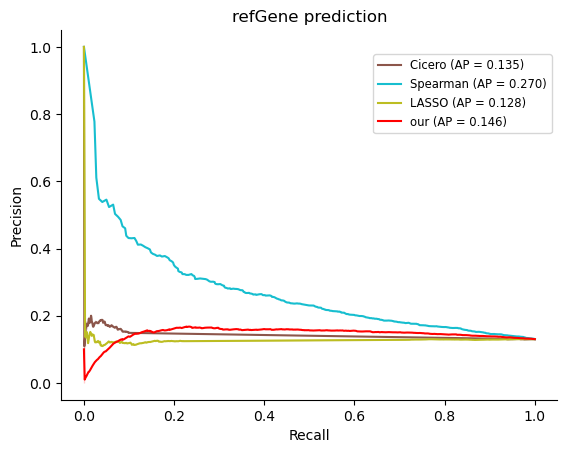 refGene prediction
Cicero (AP = 0.135)
Spearman (AP = 0.270)
LASSO (AP = 0.128)
our (AP = 0.146)
Precision
1.0
0.8
0.6
0.4
0.2
0.0
0.0 0.2 0.4 0.6 0.8 1.0
Recall